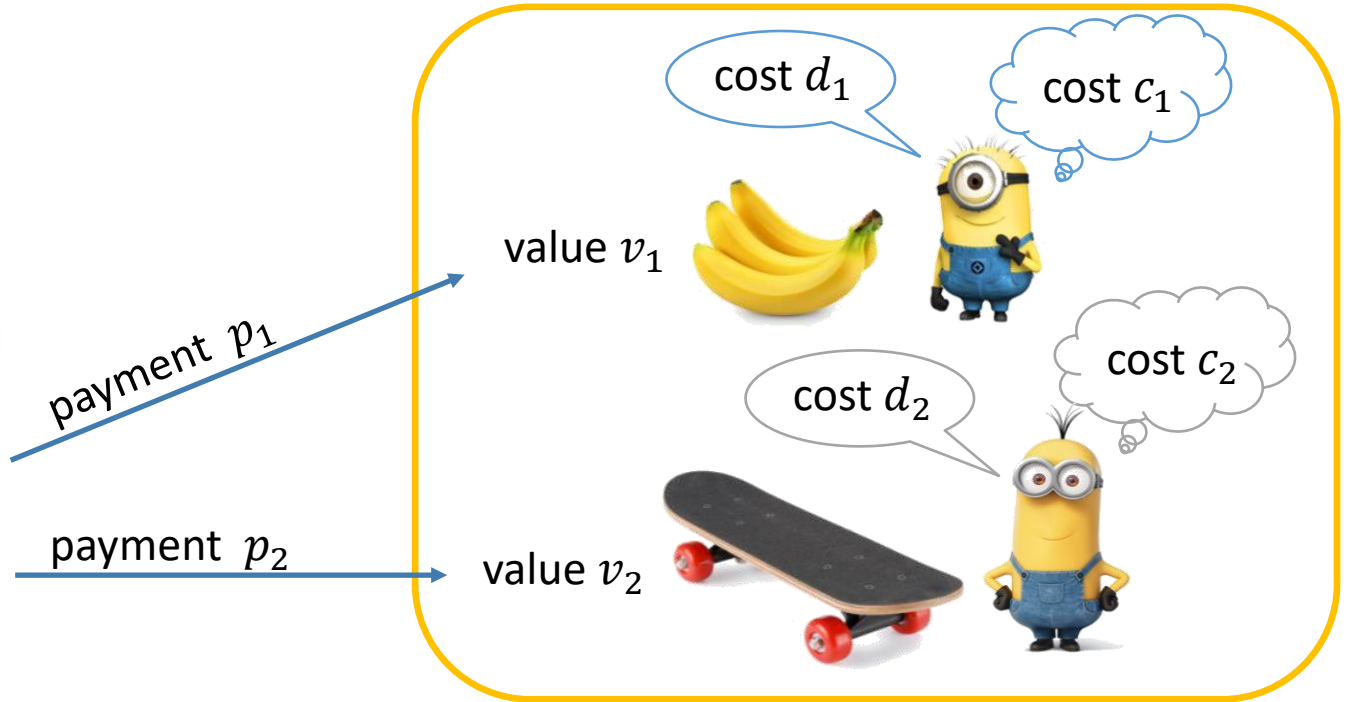 cost d₁
cost c₁
value v₁
payment p₁
cost c₂
cost d₂
payment p₂
value v₂